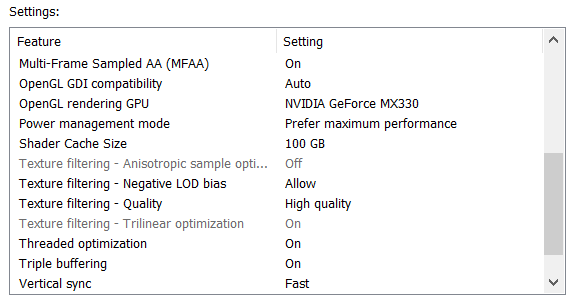 Settings:
Feature Setting
Multi-Frame Sampled AA (MFAA) On
OpenGL GDI compatibility Auto
OpenGL rendering GPU NVIDIA GeForce MX330
Power management mode Prefer maximum performance
Shader Cache Size 100 GB
Texture filtering - Anisotropic sample opti... Off
Texture filtering - Negative LOD bias Allow
Texture filtering - Quality High quality
Texture filtering - Trilinear optimization On
Threaded optimization On
Triple buffering On
Vertical sync Fast